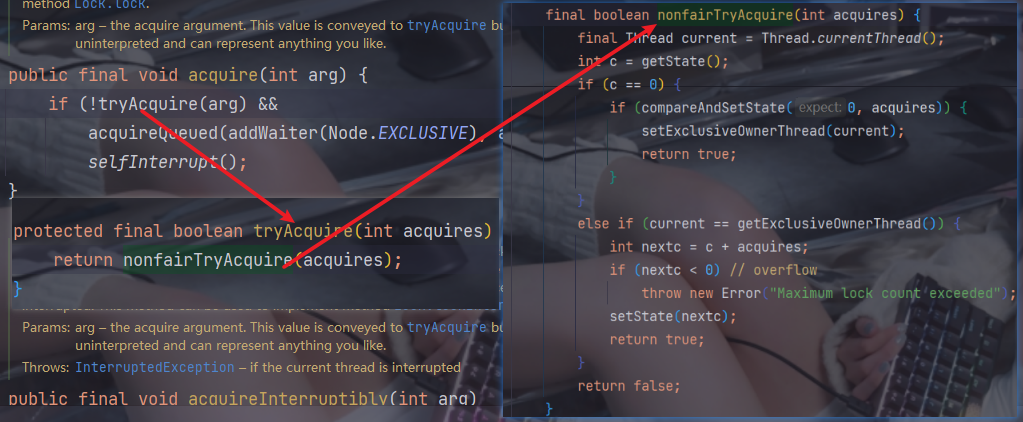 method Lock.lock.
Params: arg – the acquire argument. This value is conveyed to tryAcquire bu
uninterpreted and can represent anything you like.
public final void acquire(int arg) {
if (!tryAcquire(arg) &&
acquireQueued(addWaiter(Node.EXCLUSIVE), a
selfInterrupt();
}
protected final boolean tryAcquire(int acquires)
return nonfairTryAcquire(acquires);
}
Params: arg – the acquire argument. This value is conveyed to tryAcquire bu
uninterpreted and can represent anything you like.
Throws: InterruptedException – if the current thread is interrupted
public final void acquireInterruptibly(int arg)
final boolean nonfairTryAcquire(int acquires) {
final Thread current = Thread.currentThread();
int c = getState();
if (c == 0) {
if (compareAndSetState( expect: 0, acquires)) {
setExclusiveOwnerThread(current);
return true;
}
}
else if (current == getExclusiveOwnerThread()) {
int nextc = c + acquires;
if (nextc < 0) // overflow
throw new Error("Maximum lock count exceeded");
setState(nextc);
return true;
}
return false;
}